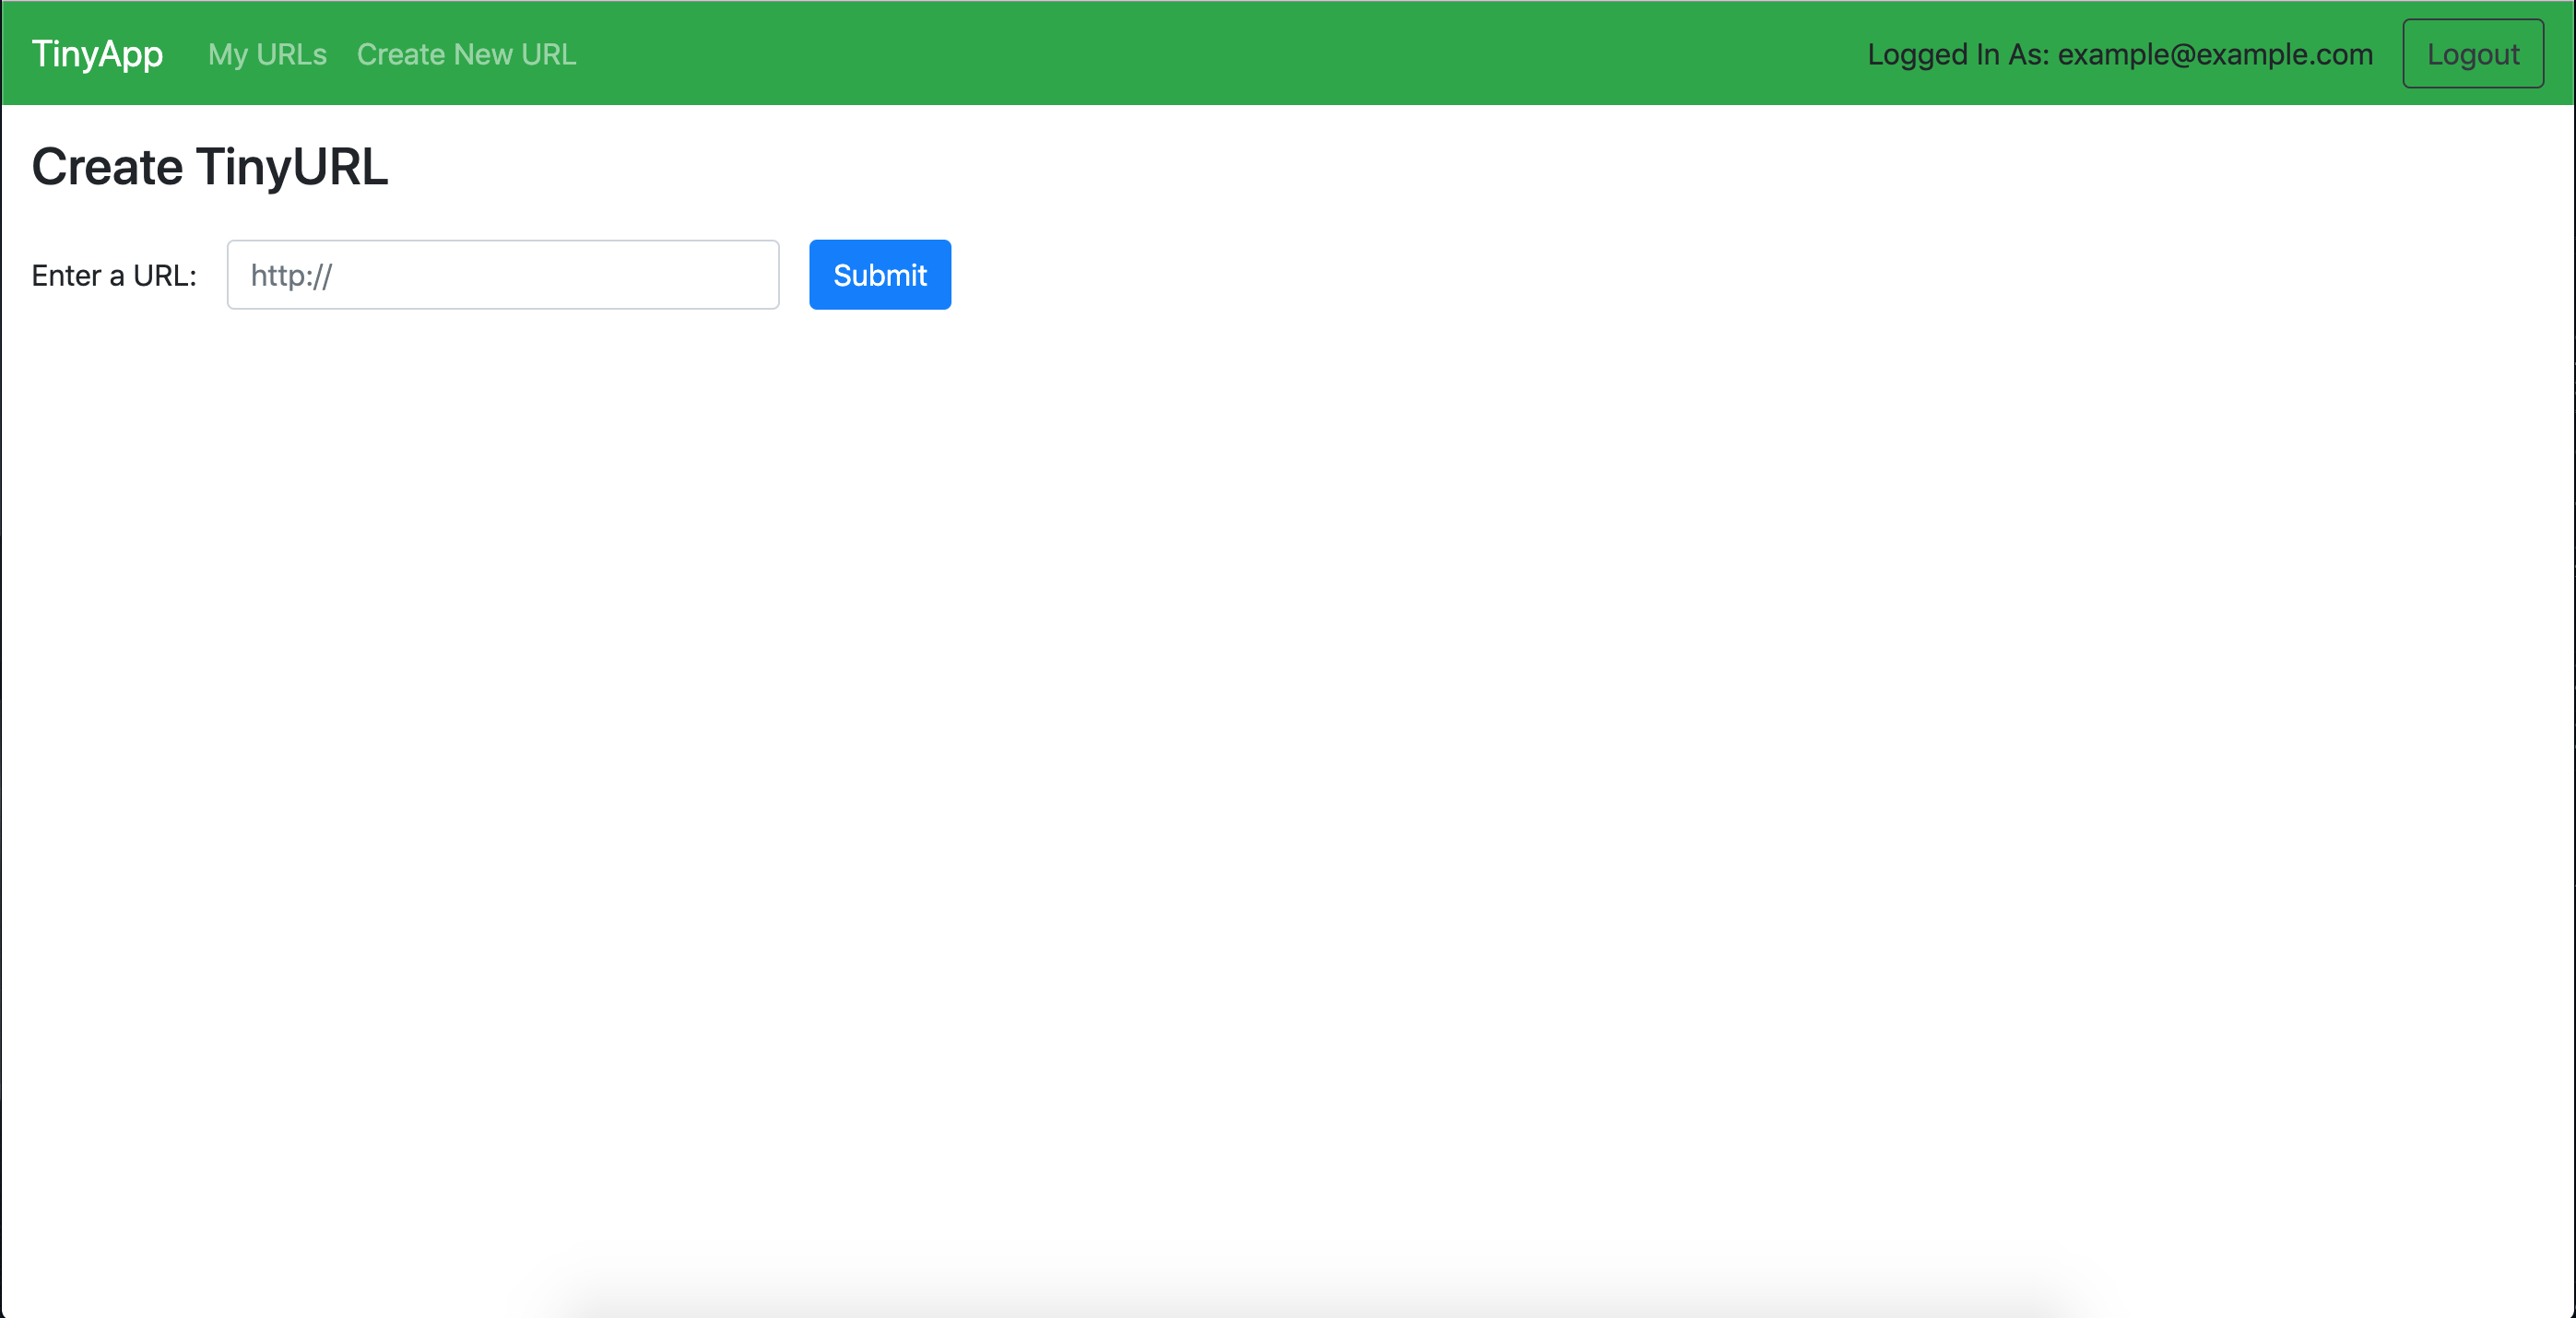 TinyApp My URLs Create New URL Logged In As: example@example.com Logout
Create TinyURL
Enter a URL: http:// Submit